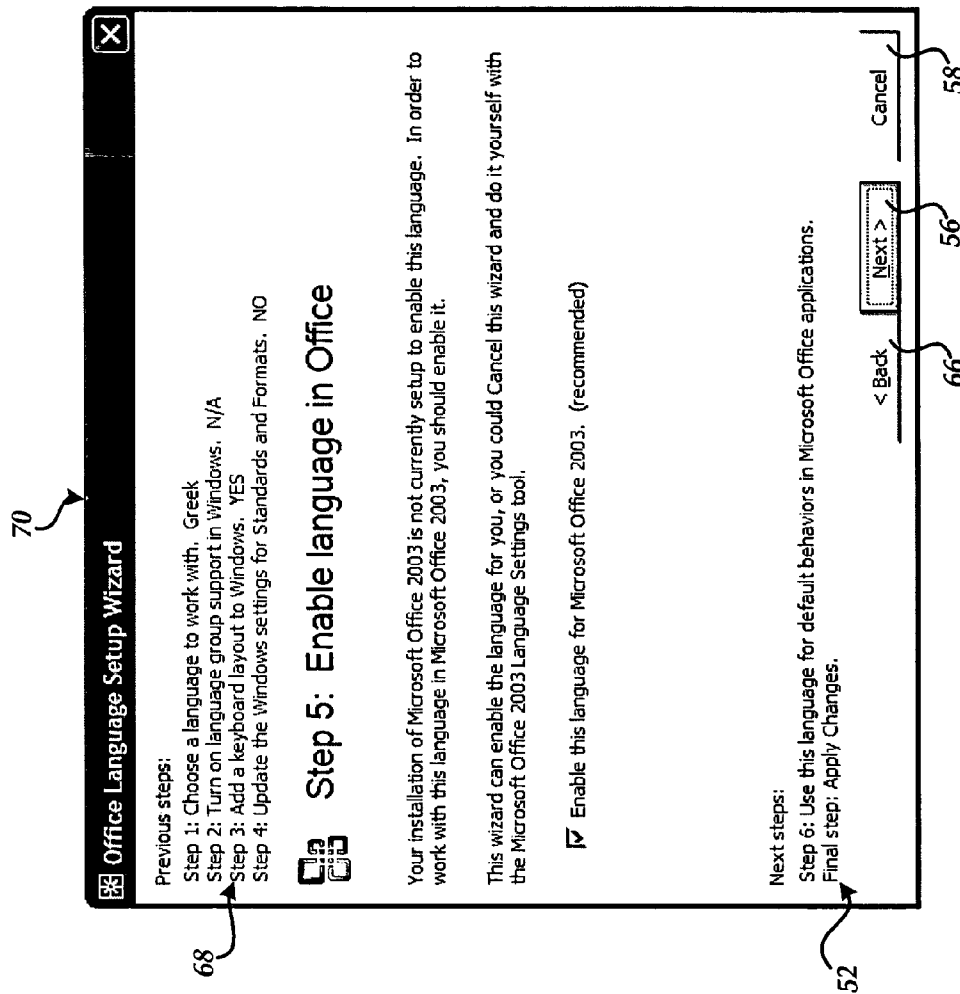 70
Office Language Setup Wizard
Previous steps:
Step 1: Choose a language to work with. Greek
Step 2: Turn on language group support in Windows. N/A
Step 3: Add a keyboard layout to Windows. YES
Step 4: Update the Windows settings for Standards and Formats. NO
68
Step 5: Enable language in Office
Your installation of Microsoft Office 2003 is not currently setup to enable this language. In order to
work with this language in Microsoft Office 2003, you should enable it.
This wizard can enable the language for you, or you could Cancel this wizard and do it yourself with
the Microsoft Office 2003 Language Settings tool.
Enable this language for Microsoft Office 2003. (recommended)
Next steps:
Step 6: Use this language for default behaviors in Microsoft Office applications.
Final step: Apply Changes.
52
< Back
Next >
Cancel
66
56
58